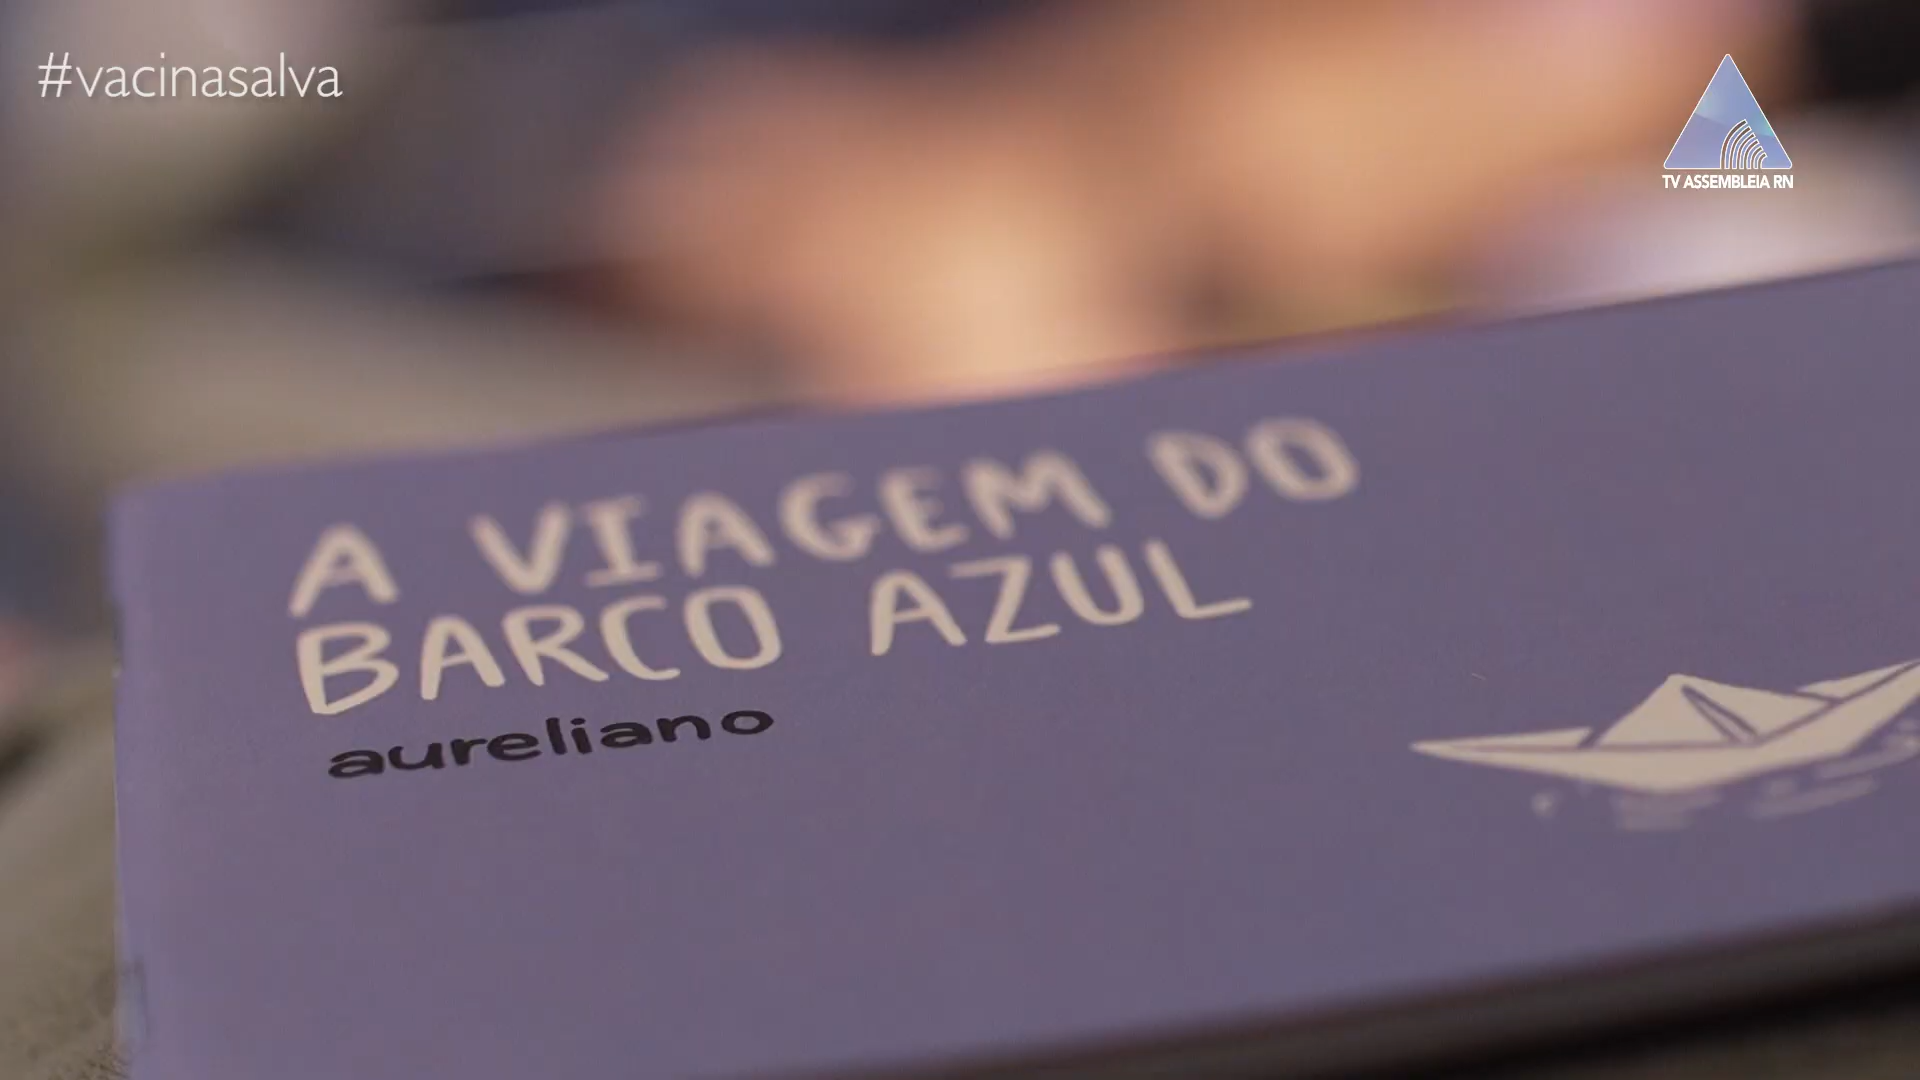 #vacinasalva
TV ASSEMBLEIA RN
A VIAGEM DO
BARCO AZUL
aureliano